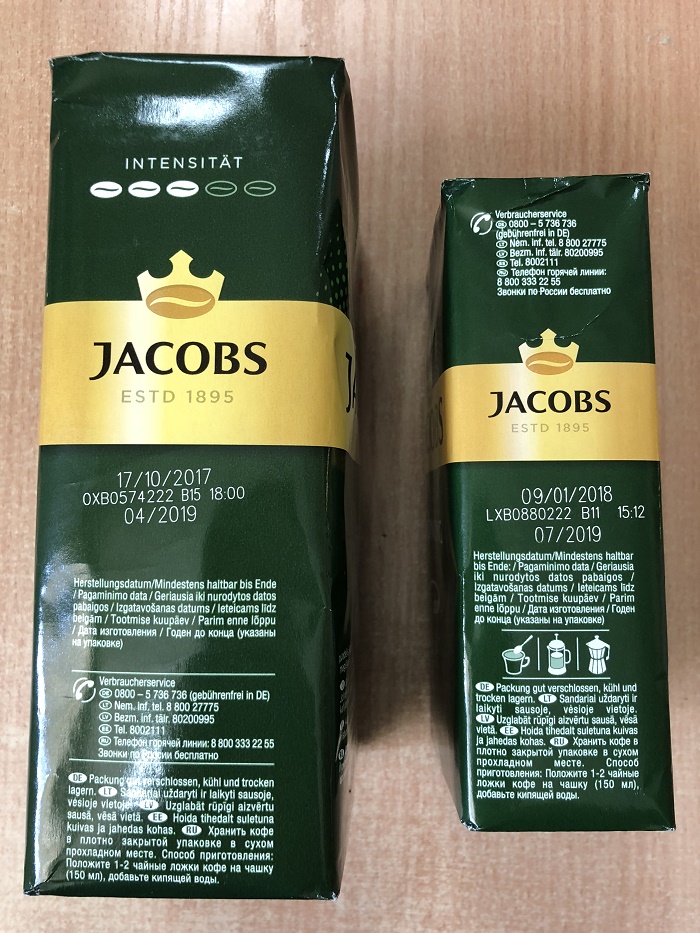 INTENSITÄT
JACOBS
ESTD 1895
17/10/2017
OXB0574222 B15 18:00
04/2019
Herstellungsdatum/Mindestens haltbar
bis Ende
/ Pagaminimo data / Geriausia iki nurodytos datos
pabaigos / Izgatavošanas datums / Ieteicams līdz
beigām / Tootmise kuupäev / Parim enne lõppu
/ Дата изготовления / Годен до конца (указаны
на упаковке)
Verbraucherservice
DE 0800 – 5 736 736 (gebührenfrei in DE)
LT Nem. inf. tel. 8 800 27775
LV Bezm. inf. tālr. 80200995
EE Tel. 8002111
RU Телефон горячей линии: 8 800 333 22 55
Звонки по России бесплатно
DE Packung gut verschlossen, kühl und trocken
lagern. LT Sandariai uždaryti ir laikyti sausoje,
vėsioje vietoje. LV Uzglabāt rūpīgi aizvērtu
sausā, vēsā vietā. EE Hoida tihedalt suletuna
kuivas ja jahedas kohas. RU Хранить кофе
в плотно закрытой упаковке в сухом
прохладном месте. Способ приготовления:
Положите 1-2 чайные ложки кофе на чашку
(150 мл), добавьте кипящей воды.
Verbraucherservice
DE 0800 – 5 736 736
(gebührenfrei in DE)
LT Nem. inf. tel. 8 800 27775
LV Bezm. inf. tālr. 80200995
EE Tel. 8002111
RU Телефон горячей линии:
8 800 333 22 55
Звонки по России бесплатно
JACOBS
ESTD 1895
09/01/2018
LXB0880222 B11 15:12
07/2019
Herstellungsdatum/Mindestens haltbar
bis Ende: / Pagaminimo data / Geriausia
iki nurodytos datos pabaigos /
Izgatavošanas datums / Ieteicams līdz
beigām / Tootmise kuupäev / Parim
enne lõppu / Дата изготовления / Годен
до конца (указаны на упаковке)
DE Packung gut verschlossen, kühl und
trocken lagern. LT Sandariai uždaryti ir
laikyti sausoje, vėsioje vietoje.
LV Uzglabāt rūpīgi aizvērtu sausā, vēsā
vietā. EE Hoida tihedalt suletuna kuivas
ja jahedas kohas. RU Хранить кофе в
плотно закрытой упаковке в сухом
прохладном месте. Способ
приготовления: Положите 1-2 чайные
ложки кофе на чашку (150 мл),
добавьте кипящей воды.